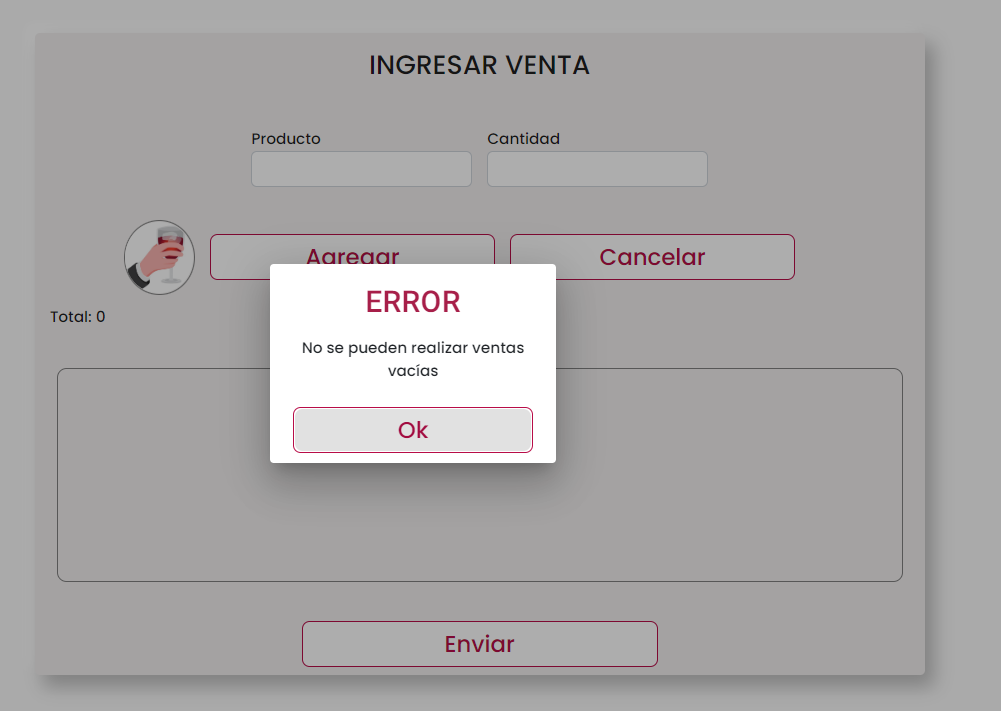 INGRESAR VENTA
Producto
Cantidad
Agregar
Cancelar
Total: 0
ERROR
No se pueden realizar ventas
vacías
Ok
Enviar